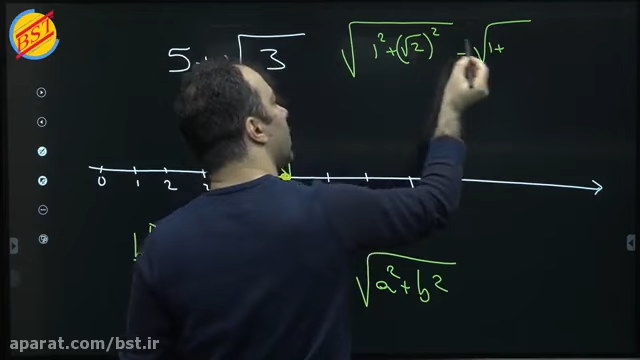 BST
√(1² + (√2)²) = √(1 +
5 √3
0 1 2
√(a² + b²)
aparat.com/bst.ir